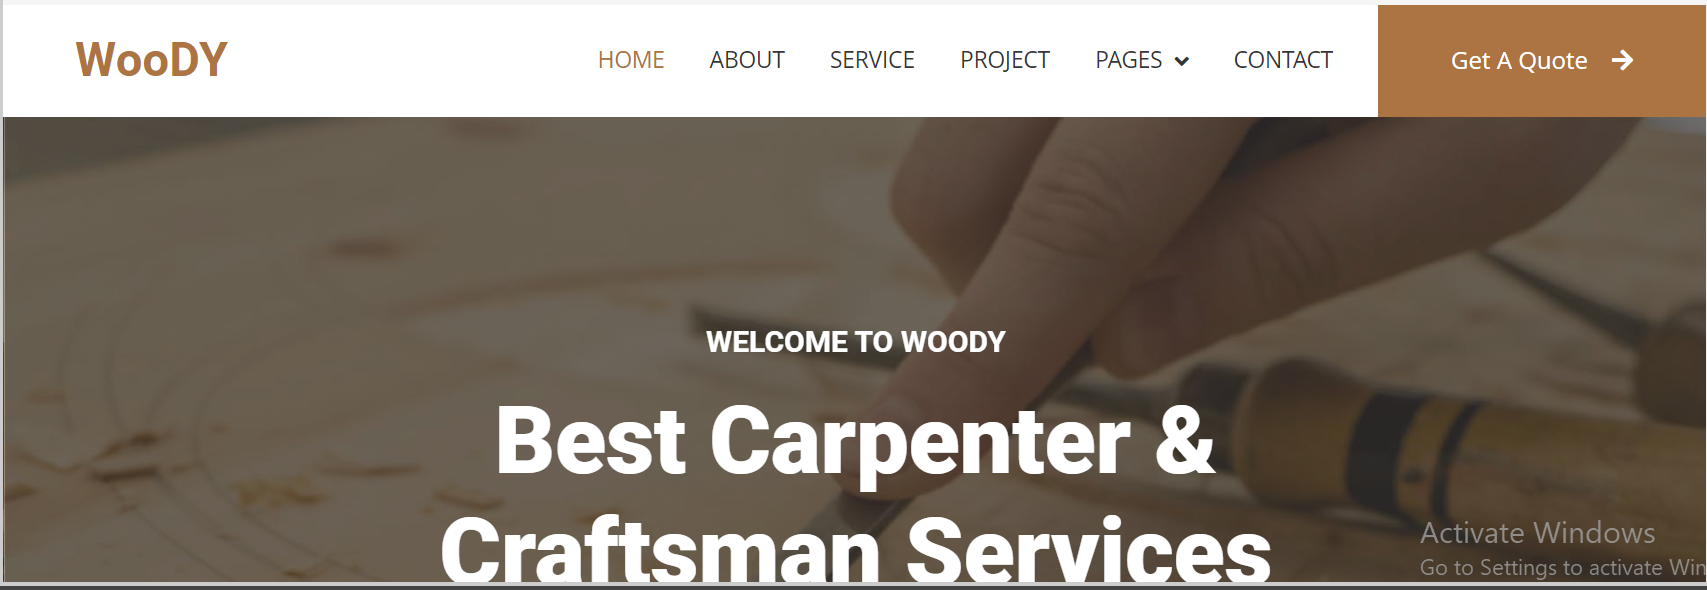 WooDY
HOME ABOUT SERVICE PROJECT PAGES CONTACT Get A Quote
WELCOME TO WOODY
Best Carpenter &
Craftsman Services
Activate Windows
Go to Settings to activate Win